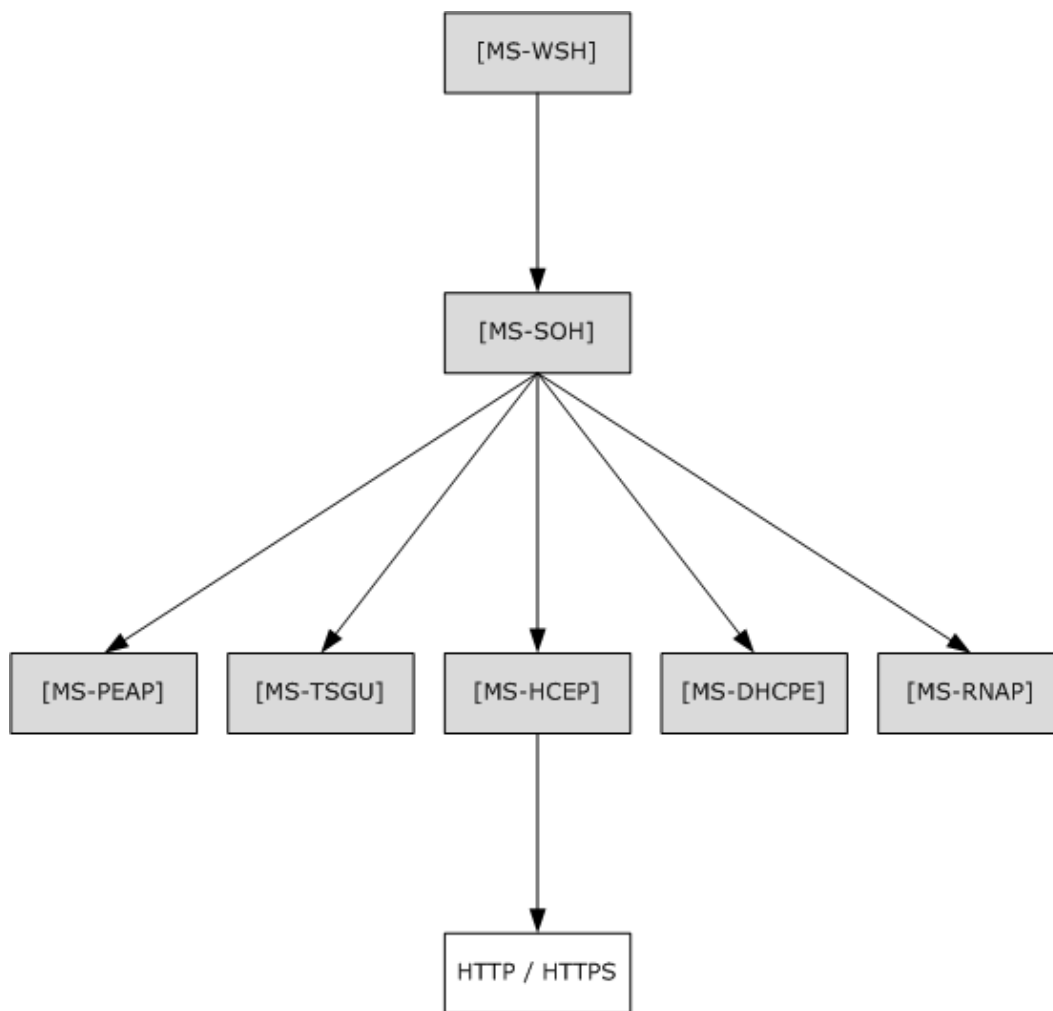 [MS-WSH]
[MS-SOH]
[MS-PEAP]
[MS-TSGU]
[MS-HCEP]
[MS-DHCPE]
[MS-RNAP]
HTTP / HTTPS